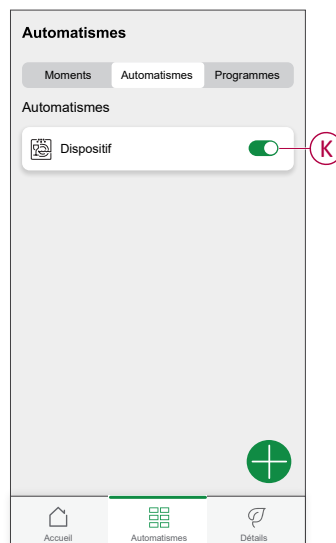 Automatismes
Moments Automatismes Programmes
Automatismes
Dispositif
K
Accueil Automatismes Détails